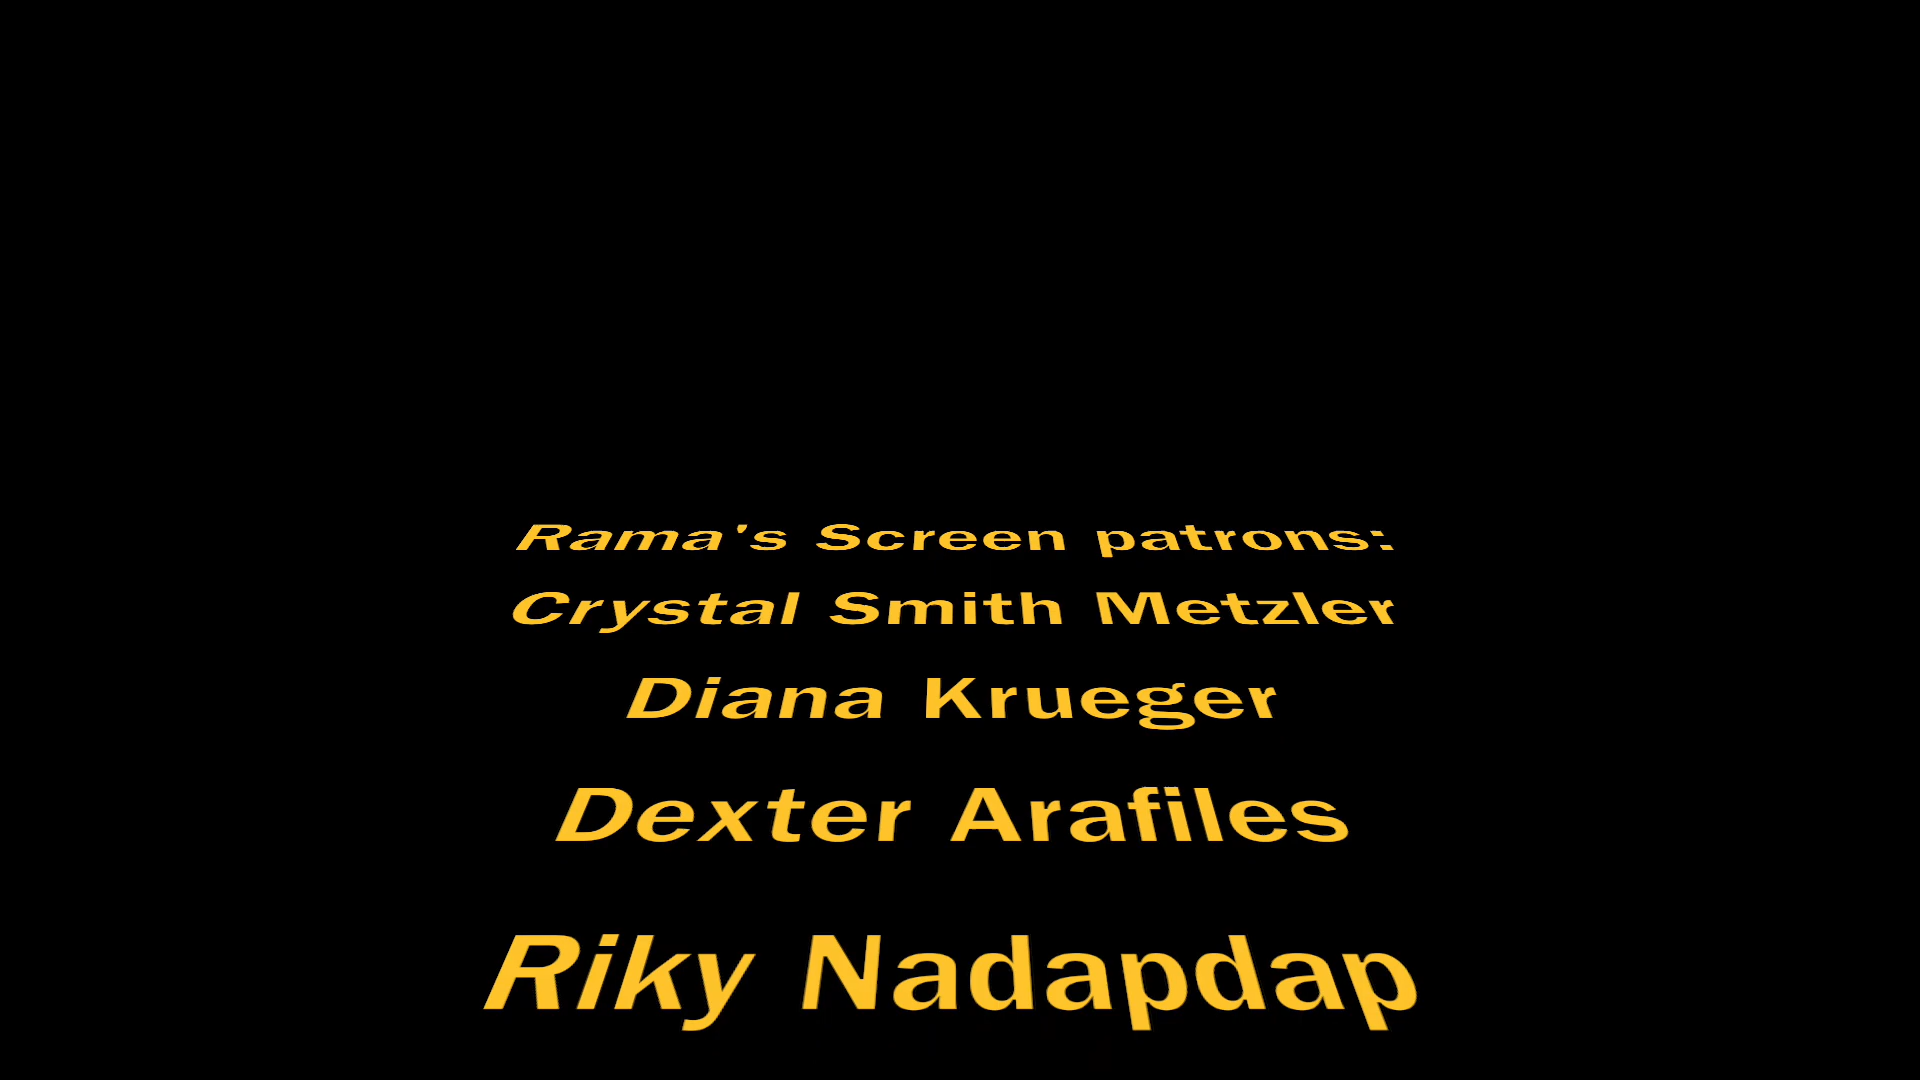 Rama's Screen patrons:
Crystal Smith Metzler
Diana Krueger
Dexter Arafiles
Riky Nadapdap